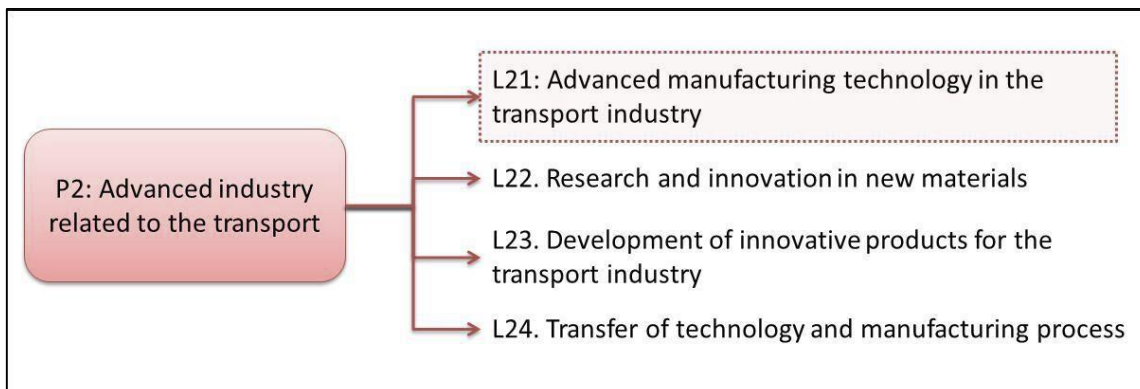 P2: Advanced industry
related to the transport
L21: Advanced manufacturing technology in the
transport industry
L22. Research and innovation in new materials
L23. Development of innovative products for the
transport industry
L24. Transfer of technology and manufacturing process